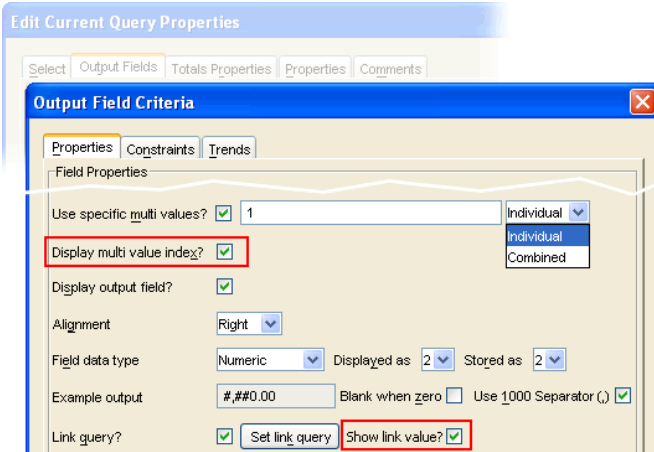 Edit Current Query Properties
Select Output Fields Totals Properties Properties Comments
Output Field Criteria
Properties Constraints Trends
Field Properties
Use specific multi values? 1 Individual
Individual
Display multi value index?
Combined
Display output field?
Alignment Right
Field data type Numeric Displayed as 2 Stored as 2
Example output #,##0.00 Blank when zero Use 1000 Separator (,)
Link query? Set link query Show link value?